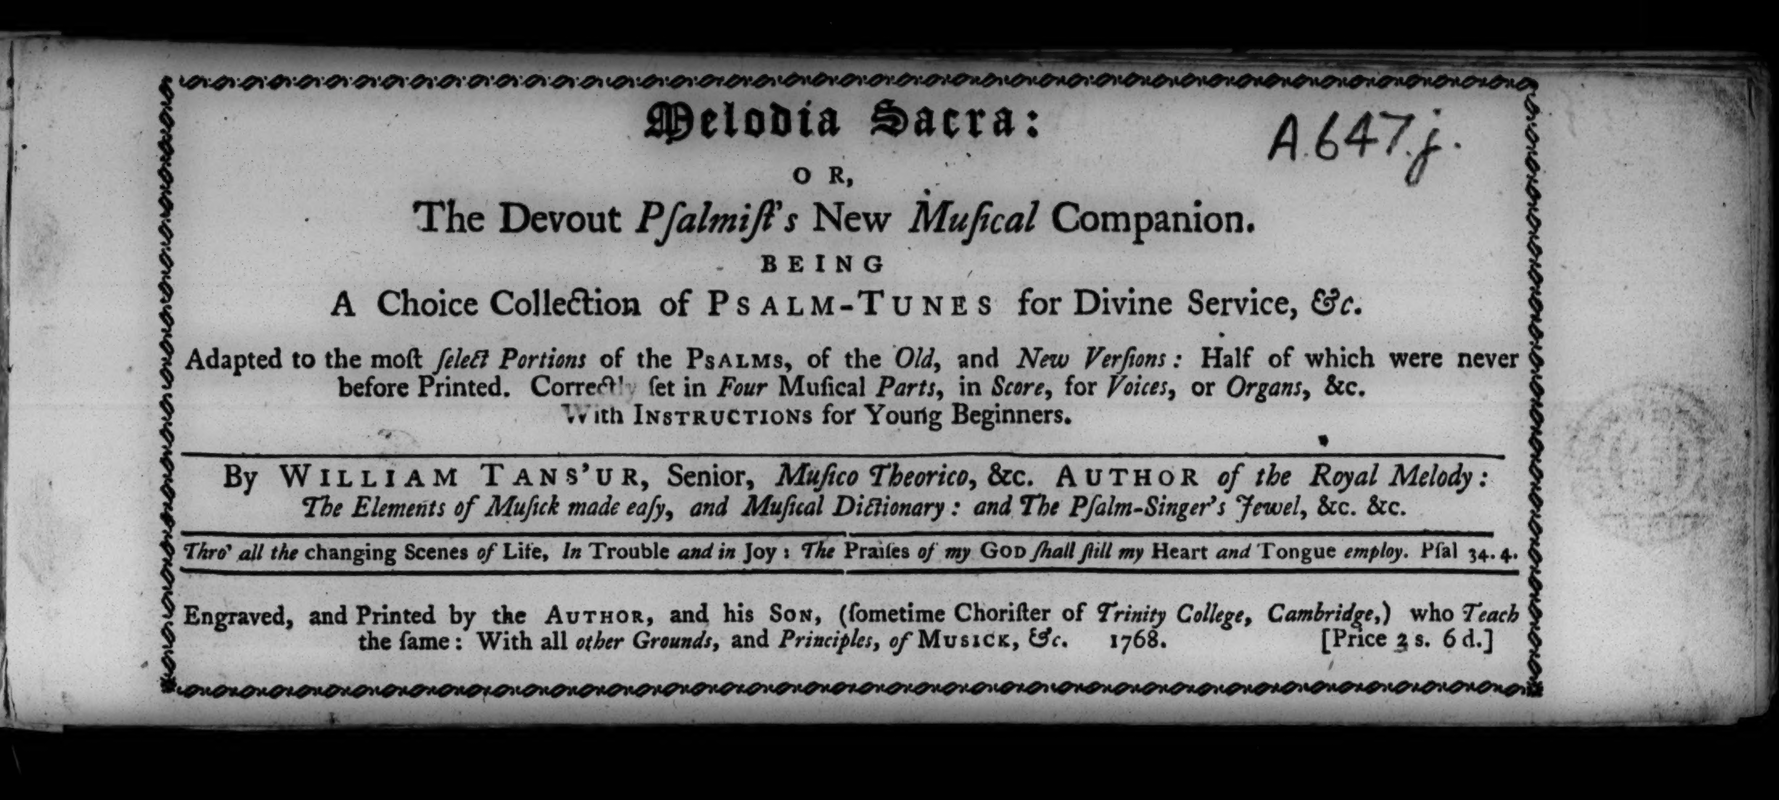 Melodia Sacra:
A.647.j.
OR,
The Devout Pſalmiſt's New Muſical Companion.
BEING
A Choice Collection of PSALM-TUNES for Divine Service, &c.
Adapted to the moſt ſelect Portions of the PSALMS, of the Old, and New Verſions: Half of which were never
before Printed. Correctly ſet in Four Muſical Parts, in Score, for Voices, or Organs, &c.
With INSTRUCTIONS for Young Beginners.
By WILLIAM TANS'UR, Senior, Muſico Theorico, &c. AUTHOR of the Royal Melody:
The Elements of Muſick made eaſy, and Muſical Dictionary: and The Pſalm-Singer's Jewel, &c. &c.
Thro' all the changing Scenes of Life, In Trouble and in Joy: The Praiſes of my GOD ſhall ſtill my Heart and Tongue employ. Pſal 34. 4.
Engraved, and Printed by the AUTHOR, and his SON, (ſometime Choriſter of Trinity College, Cambridge,) who Teach
the ſame: With all other Grounds, and Principles, of MUSICK, &c. 1768. [Price 2 s. 6 d.]